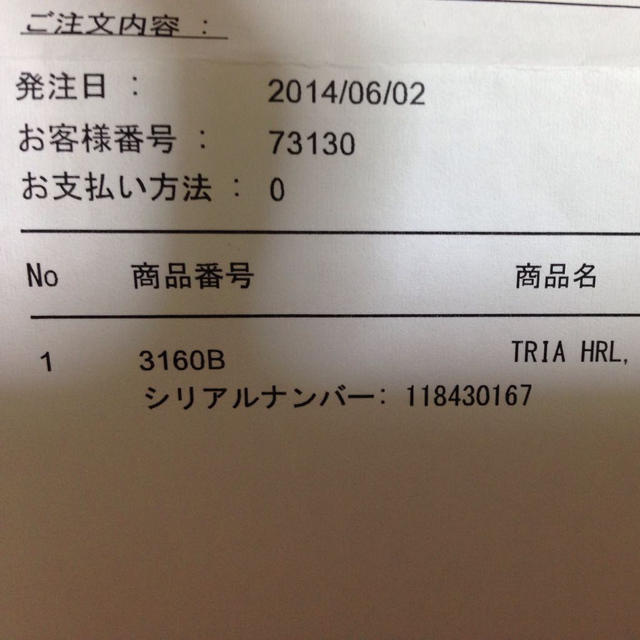 ご注文内容：
発注日： 2014/06/02
お客様番号： 73130
お支払い方法： 0
No 商品番号 商品名
1 3160B TRIA HRL,
シリアルナンバー: 118430167